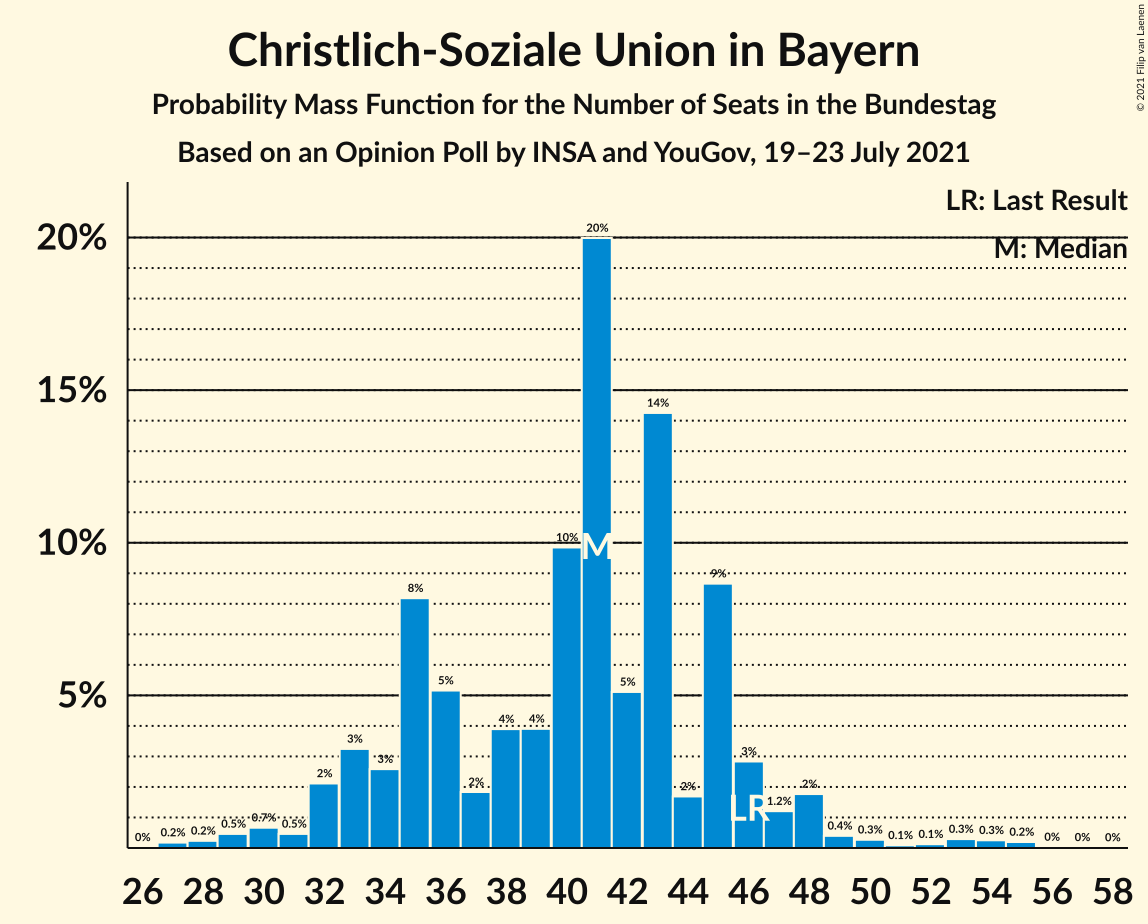 Christlich-Soziale Union in Bayern
Probability Mass Function for the Number of Seats in the Bundestag
Based on an Opinion Poll by INSA and YouGov, 19–23 July 2021
© 2021 Filip van Laenen
LR: Last Result
M: Median
20%
15%
10%
5%
0% 0.2% 0.2% 0.5% 0.7% 0.5% 2% 3% 3% 8% 5% 2% 4% 4% 10% 20% 5% 14% 2% 9% 3% 1.2% 2% 0.4% 0.3% 0.1% 0.1% 0.3% 0.3% 0.2% 0% 0% 0%
M
LR
26 28 30 32 34 36 38 40 42 44 46 48 50 52 54 56 58